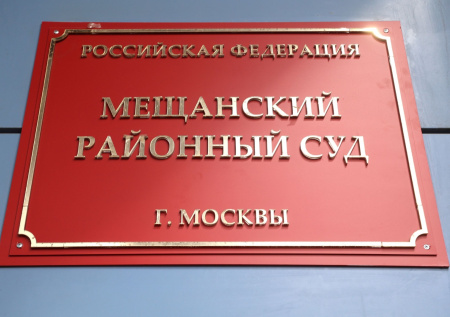 РОССИЙСКАЯ ФЕДЕРАЦИЯ
МЕЩАНСКИЙ
РАЙОННЫЙ СУД
Г. МОСКВЫ